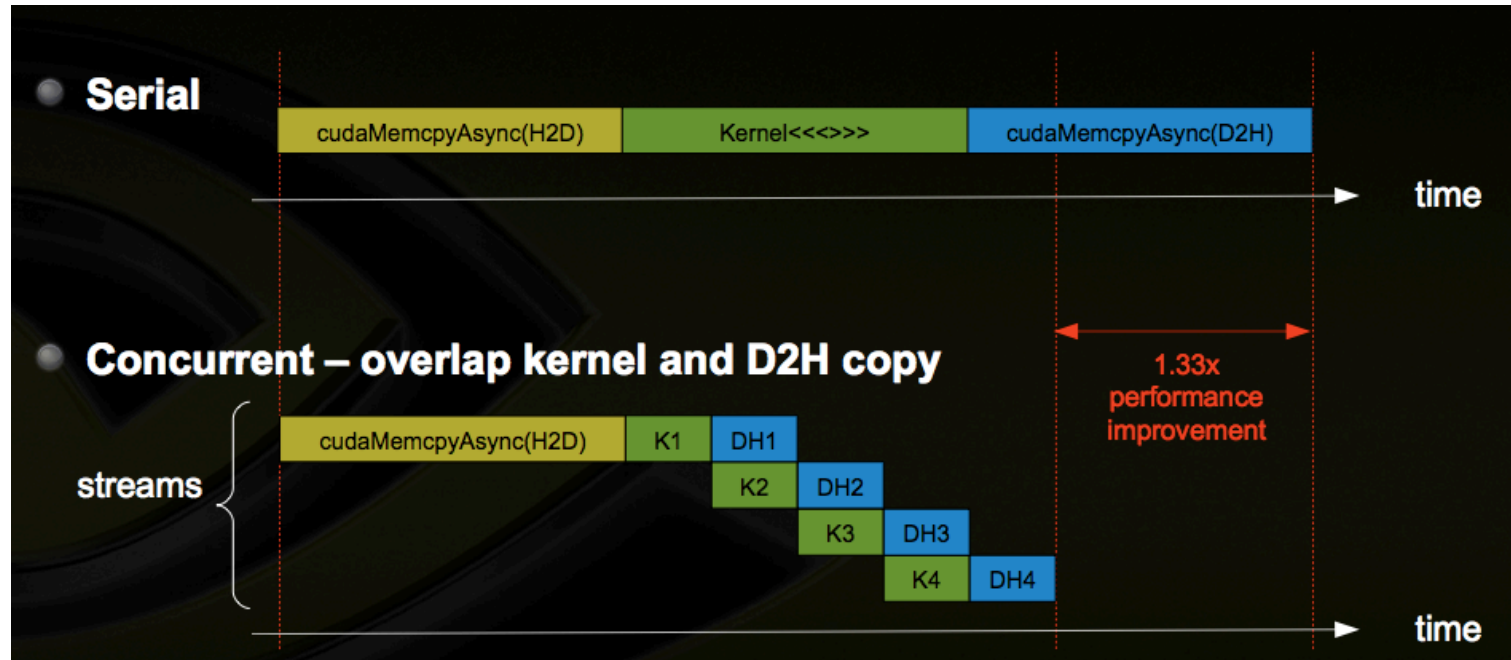 Serial
cudaMemcpyAsync(H2D)
Kernel<<<>>>
cudaMemcpyAsync(D2H)
time
Concurrent – overlap kernel and D2H copy
1.33x
performance
improvement
streams
cudaMemcpyAsync(H2D)
K1
DH1
K2
DH2
K3
DH3
K4
DH4
time